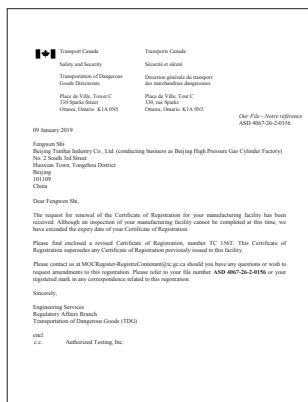 Transport Canada Transports Canada
Safety and Security Sécurité et sûreté
Transportation of Dangerous Direction générale du transport
Goods Directorate des marchandises dangereuses
Place de Ville, Tower C Place de Ville, Tour C
330 Sparks Street 330, rue Sparks
Ottawa, Ontario K1A 0N5 Ottawa, Ontario K1A 0N5
Our File - Notre référence
ASD 4067-26-2-0156
09 January 2019
Fengwen Shi
Beijing Tianhai Industry Co., Ltd. (conducting business as Beijing High Pressure Gas Cylinder Factory)
No. 2 South 3rd Street
Huoxian Town, Tongzhou District
Beijing
101109
China
Dear Fengwen Shi,
The request for renewal of the Certificate of Registration for your manufacturing facility has been
received. Although an inspection of your manufacturing facility cannot be completed at this time, we
have extended the expiry date of your Certificate of Registration.
Please find enclosed a revised Certificate of Registration, number TC 156T. This Certificate of
Registration supersedes any Certificate of Registration previously issued to this facility.
Please contact us at MOCRegister-RegistreContenant@tc.gc.ca should you have any questions or wish to
request amendments to this registration. Please refer to your file number ASD 4067-26-2-0156 or your
registered mark in any correspondence related to this registration.
Sincerely,
Engineering Services
Regulatory Affairs Branch
Transportation of Dangerous Goods (TDG)
encl.
c.c. Authorized Testing, Inc.